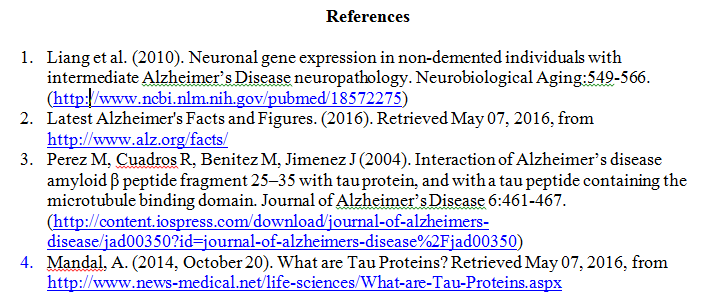 References
1. Liang et al. (2010). Neuronal gene expression in non-demented individuals with
intermediate Alzheimer's Disease neuropathology. Neurobiological Aging:549-566.
(http://www.ncbi.nlm.nih.gov/pubmed/18572275)
2. Latest Alzheimer's Facts and Figures. (2016). Retrieved May 07, 2016, from
http://www.alz.org/facts/
3. Perez M, Cuadros R, Benitez M, Jimenez J (2004). Interaction of Alzheimer's disease
amyloid β peptide fragment 25–35 with tau protein, and with a tau peptide containing the
microtubule binding domain. Journal of Alzheimer's Disease 6:461-467.
(http://content.iospress.com/download/journal-of-alzheimers-
disease/jad00350?id=journal-of-alzheimers-disease%2Fjad00350)
4. Mandal, A. (2014, October 20). What are Tau Proteins? Retrieved May 07, 2016, from
http://www.news-medical.net/life-sciences/What-are-Tau-Proteins.aspx